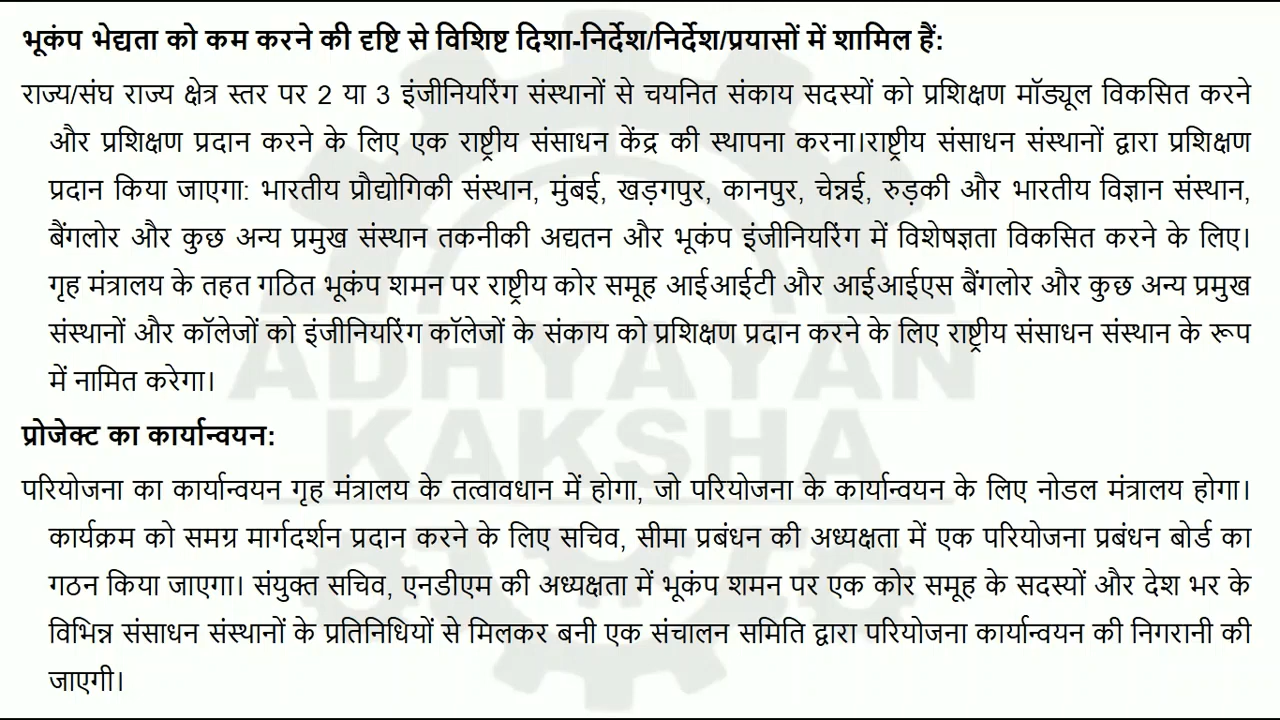 भूकंप भेद्यता को कम करने की दृष्टि से विशिष्ट दिशा-निर्देश/निर्देश/प्रयासों में शामिल हैं:
राज्य/संघ राज्य क्षेत्र स्तर पर 2 या 3 इंजीनियरिंग संस्थानों से चयनित संकाय सदस्यों को प्रशिक्षण मॉड्यूल विकसित करने
और प्रशिक्षण प्रदान करने के लिए एक राष्ट्रीय संसाधन केंद्र की स्थापना करना।राष्ट्रीय संसाधन संस्थानों द्वारा प्रशिक्षण
प्रदान किया जाएगा: भारतीय प्रौद्योगिकी संस्थान, मुंबई, खड़गपुर, कानपुर, चेन्नई, रुड़की और भारतीय विज्ञान संस्थान,
बैंगलोर और कुछ अन्य प्रमुख संस्थान तकनीकी अद्यतन और भूकंप इंजीनियरिंग में विशेषज्ञता विकसित करने के लिए।
गृह मंत्रालय के तहत गठित भूकंप शमन पर राष्ट्रीय कोर समूह आईआईटी और आईआईएस बैंगलोर और कुछ अन्य प्रमुख
संस्थानों और कॉलेजों को इंजीनियरिंग कॉलेजों के संकाय को प्रशिक्षण प्रदान करने के लिए राष्ट्रीय संसाधन संस्थान के रूप
में नामित करेगा।
ADHYAYAN
KAKSHA
प्रोजेक्ट का कार्यान्वयन:
परियोजना का कार्यान्वयन गृह मंत्रालय के तत्वावधान में होगा, जो परियोजना के कार्यान्वयन के लिए नोडल मंत्रालय होगा।
कार्यक्रम को समग्र मार्गदर्शन प्रदान करने के लिए सचिव, सीमा प्रबंधन की अध्यक्षता में एक परियोजना प्रबंधन बोर्ड का
गठन किया जाएगा। संयुक्त सचिव, एनडीएम की अध्यक्षता में भूकंप शमन पर एक कोर समूह के सदस्यों और देश भर के
विभिन्न संसाधन संस्थानों के प्रतिनिधियों से मिलकर बनी एक संचालन समिति द्वारा परियोजना कार्यान्वयन की निगरानी की
जाएगी।